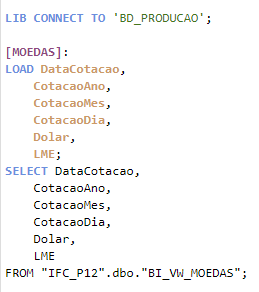 LIB CONNECT TO 'BD_PRODUCAO';
[MOEDAS]:
LOAD DataCotacao,
CotacaoAno,
CotacaoMes,
CotacaoDia,
Dolar,
LME;
SELECT DataCotacao,
CotacaoAno,
CotacaoMes,
CotacaoDia,
Dolar,
LME
FROM "IFC_P12".dbo."BI_VW_MOEDAS";